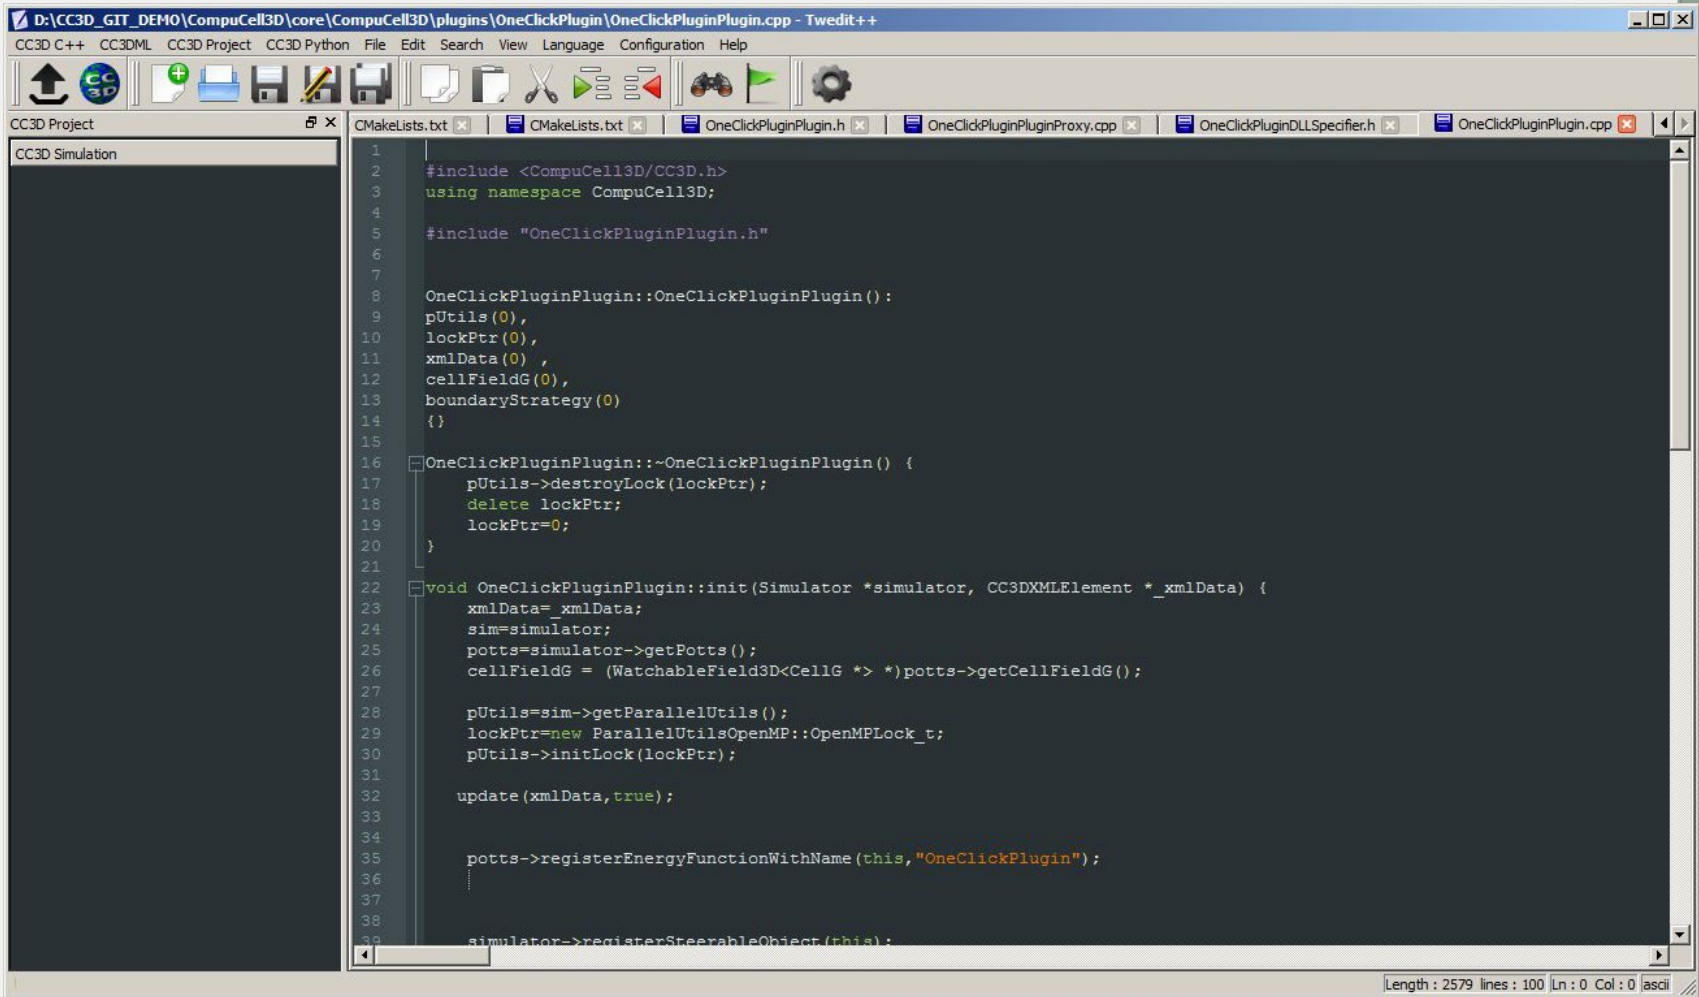 D:\CC3D_GIT_DEMO\CompuCell3D\core\CompuCell3D\plugins\OneClickPlugin\OneClickPluginPlugin.cpp - Twedit++
CC3D C++ CC3DML CC3D Project CC3D Python File Edit Search View Language Configuration Help
CC3D
CC3D Project
CMakeLists.txt CMakeLists.txt OneClickPluginPlugin.h OneClickPluginPluginProxy.cpp OneClickPluginDLLSpecifier.h OneClickPluginPlugin.cpp
CC3D Simulation
1
2 #include <CompuCell3D/CC3D.h>
3 using namespace CompuCell3D;
4
5 #include "OneClickPluginPlugin.h"
6
7
8 OneClickPluginPlugin::OneClickPluginPlugin():
9 pUtils(0),
10 lockPtr(0),
11 xmlData(0) ,
12 cellFieldG(0),
13 boundaryStrategy(0)
14 {}
15
16 OneClickPluginPlugin::~OneClickPluginPlugin() {
17 pUtils->destroyLock(lockPtr);
18 delete lockPtr;
19 lockPtr=0;
20 }
21
22 void OneClickPluginPlugin::init(Simulator *simulator, CC3DXMLElement *_xmlData) {
23 xmlData=_xmlData;
24 sim=simulator;
25 potts=simulator->getPotts();
26 cellFieldG = (WatchableField3D<CellG *> *)potts->getCellFieldG();
27
28 pUtils=sim->getParallelUtils();
29 lockPtr=new ParallelUtilsOpenMP::OpenMPLock_t;
30 pUtils->initLock(lockPtr);
31
32 update(xmlData,true);
33
34
35 potts->registerEnergyFunctionWithName(this,"OneClickPlugin");
36
37
38
39 simulator->registerSteerableObject(this);
Length : 2579 lines : 100 Ln : 0 Col : 0 ascii